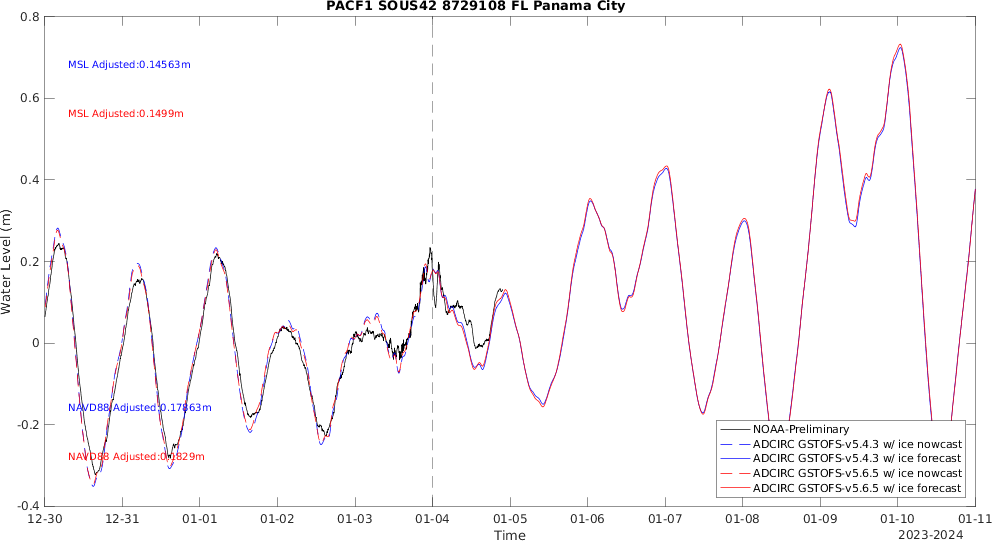 PACF1 SOUS42 8729108 FL Panama City
0.8
0.6
0.4
0.2
0
-0.2
-0.4
Water Level (m)
MSL Adjusted:0.14563m
MSL Adjusted:0.1499m
NAVD88 Adjusted:0.17863m
NAVD88 Adjusted:0.1829m
NOAA-Preliminary
ADCIRC GSTOFS-v5.4.3 w/ ice nowcast
ADCIRC GSTOFS-v5.4.3 w/ ice forecast
ADCIRC GSTOFS-v5.6.5 w/ ice nowcast
ADCIRC GSTOFS-v5.6.5 w/ ice forecast
12-30 12-31 01-01 01-02 01-03 01-04 01-05 01-06 01-07 01-08 01-09 01-10 01-11
Time
2023-2024